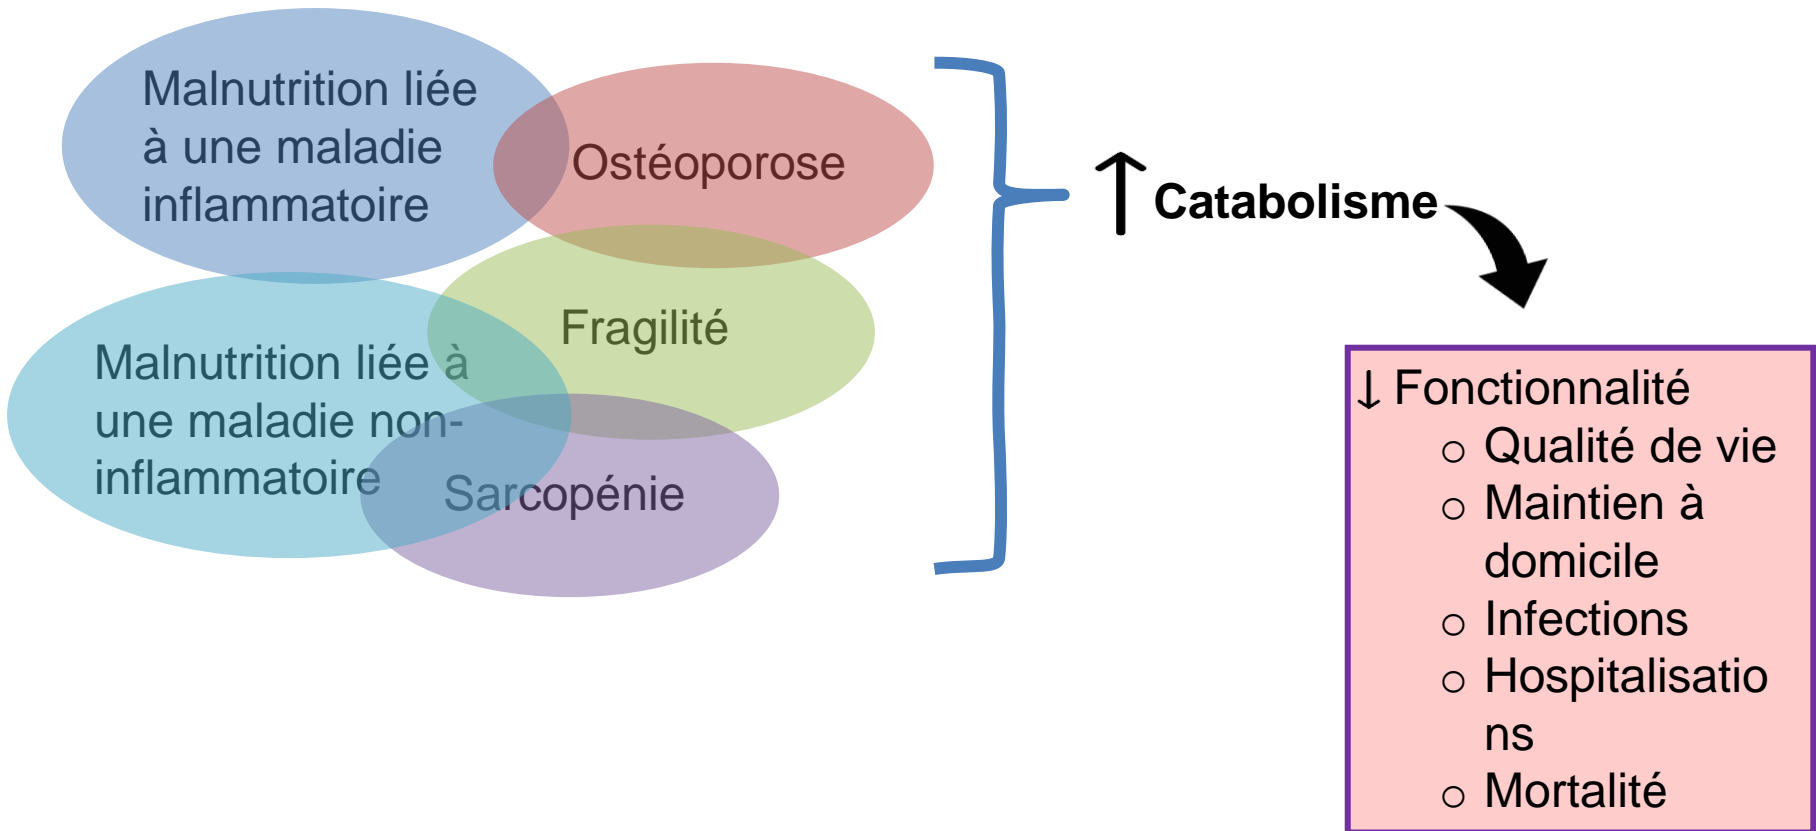 Malnutrition liée
à une maladie
inflammatoire
Ostéoporose
Fragilité
Malnutrition liée à
une maladie non-
inflammatoire
Sarcopénie
↑ Catabolisme
↓ Fonctionnalité
o Qualité de vie
o Maintien à
domicile
o Infections
o Hospitalisatio
ns
o Mortalité